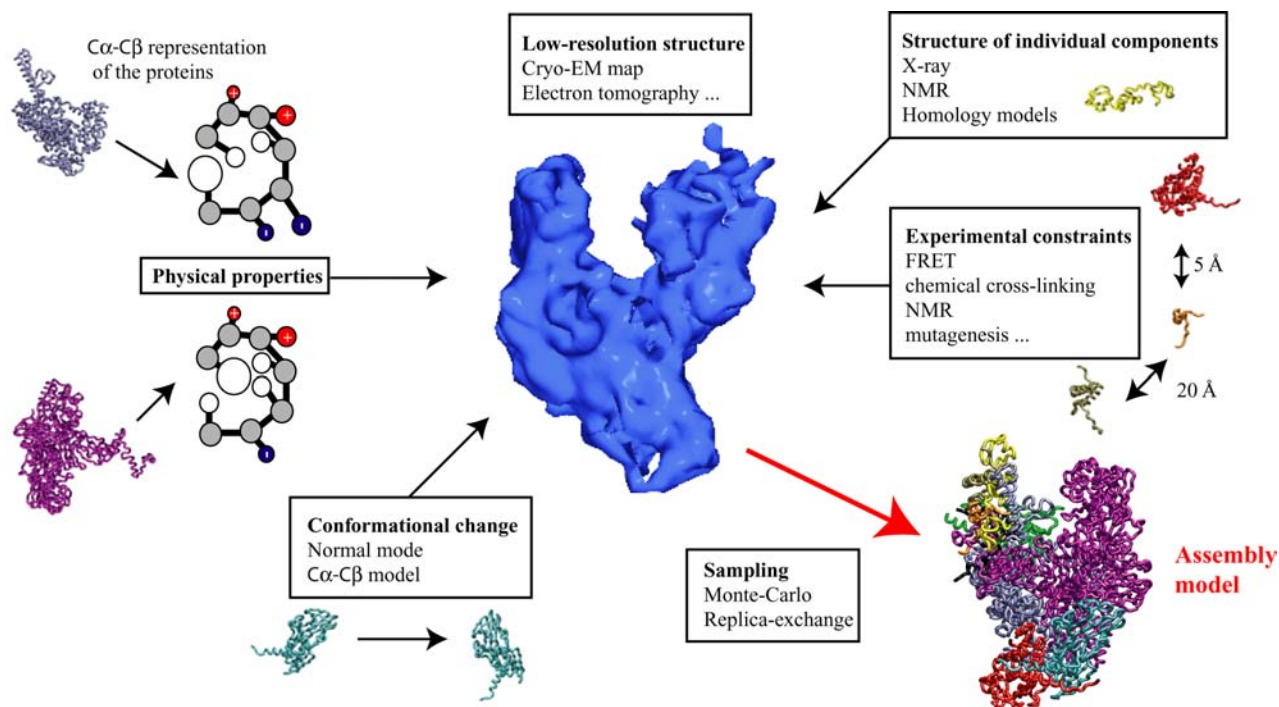 Cα-Cβ representation
of the proteins
Low-resolution structure
Cryo-EM map
Electron tomography ...
Structure of individual components
X-ray
NMR
Homology models
+
+
-
-
Physical properties
+
+
-
Experimental constraints
FRET
chemical cross-linking
NMR
mutagenesis ...
5 Å
20 Å
Conformational change
Normal mode
Cα-Cβ model
Sampling
Monte-Carlo
Replica-exchange
Assembly
model